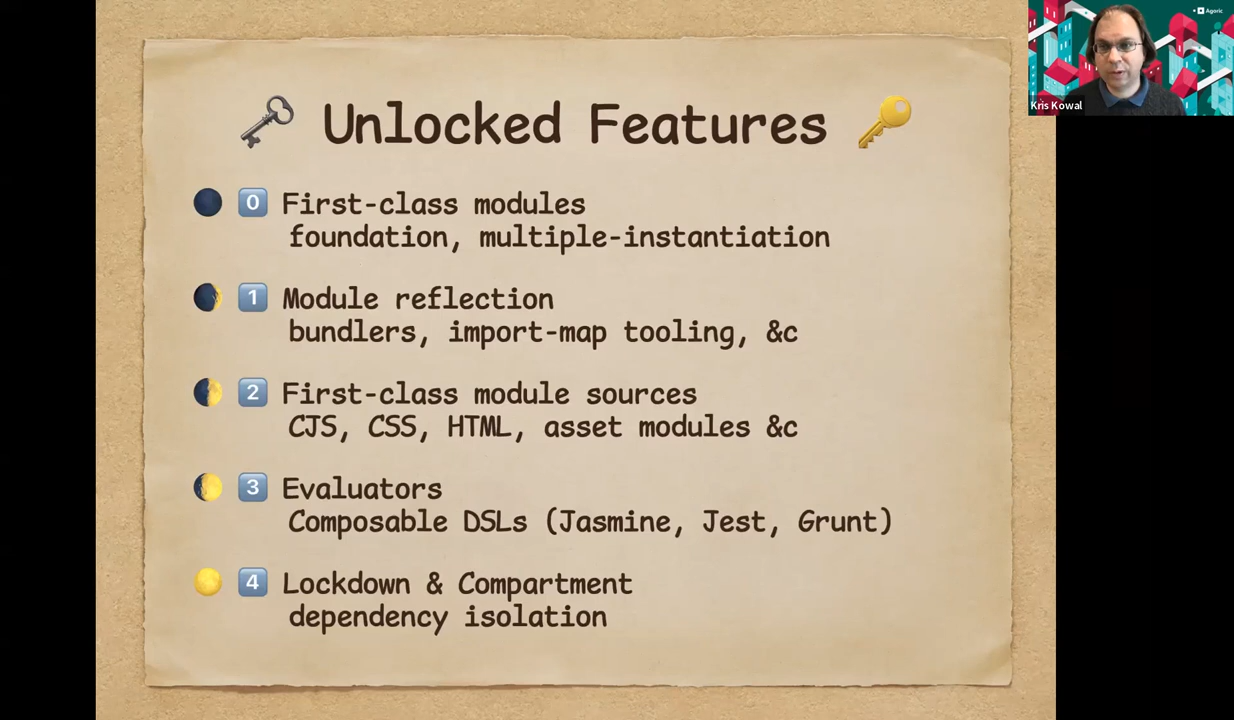 Unlocked Features
0 First-class modules
foundation, multiple-instantiation
1 Module reflection
bundlers, import-map tooling, &c
2 First-class module sources
CJS, CSS, HTML, asset modules &c
3 Evaluators
Composable DSLs (Jasmine, Jest, Grunt)
4 Lockdown & Compartment
dependency isolation
Agoric
Kris Kowal